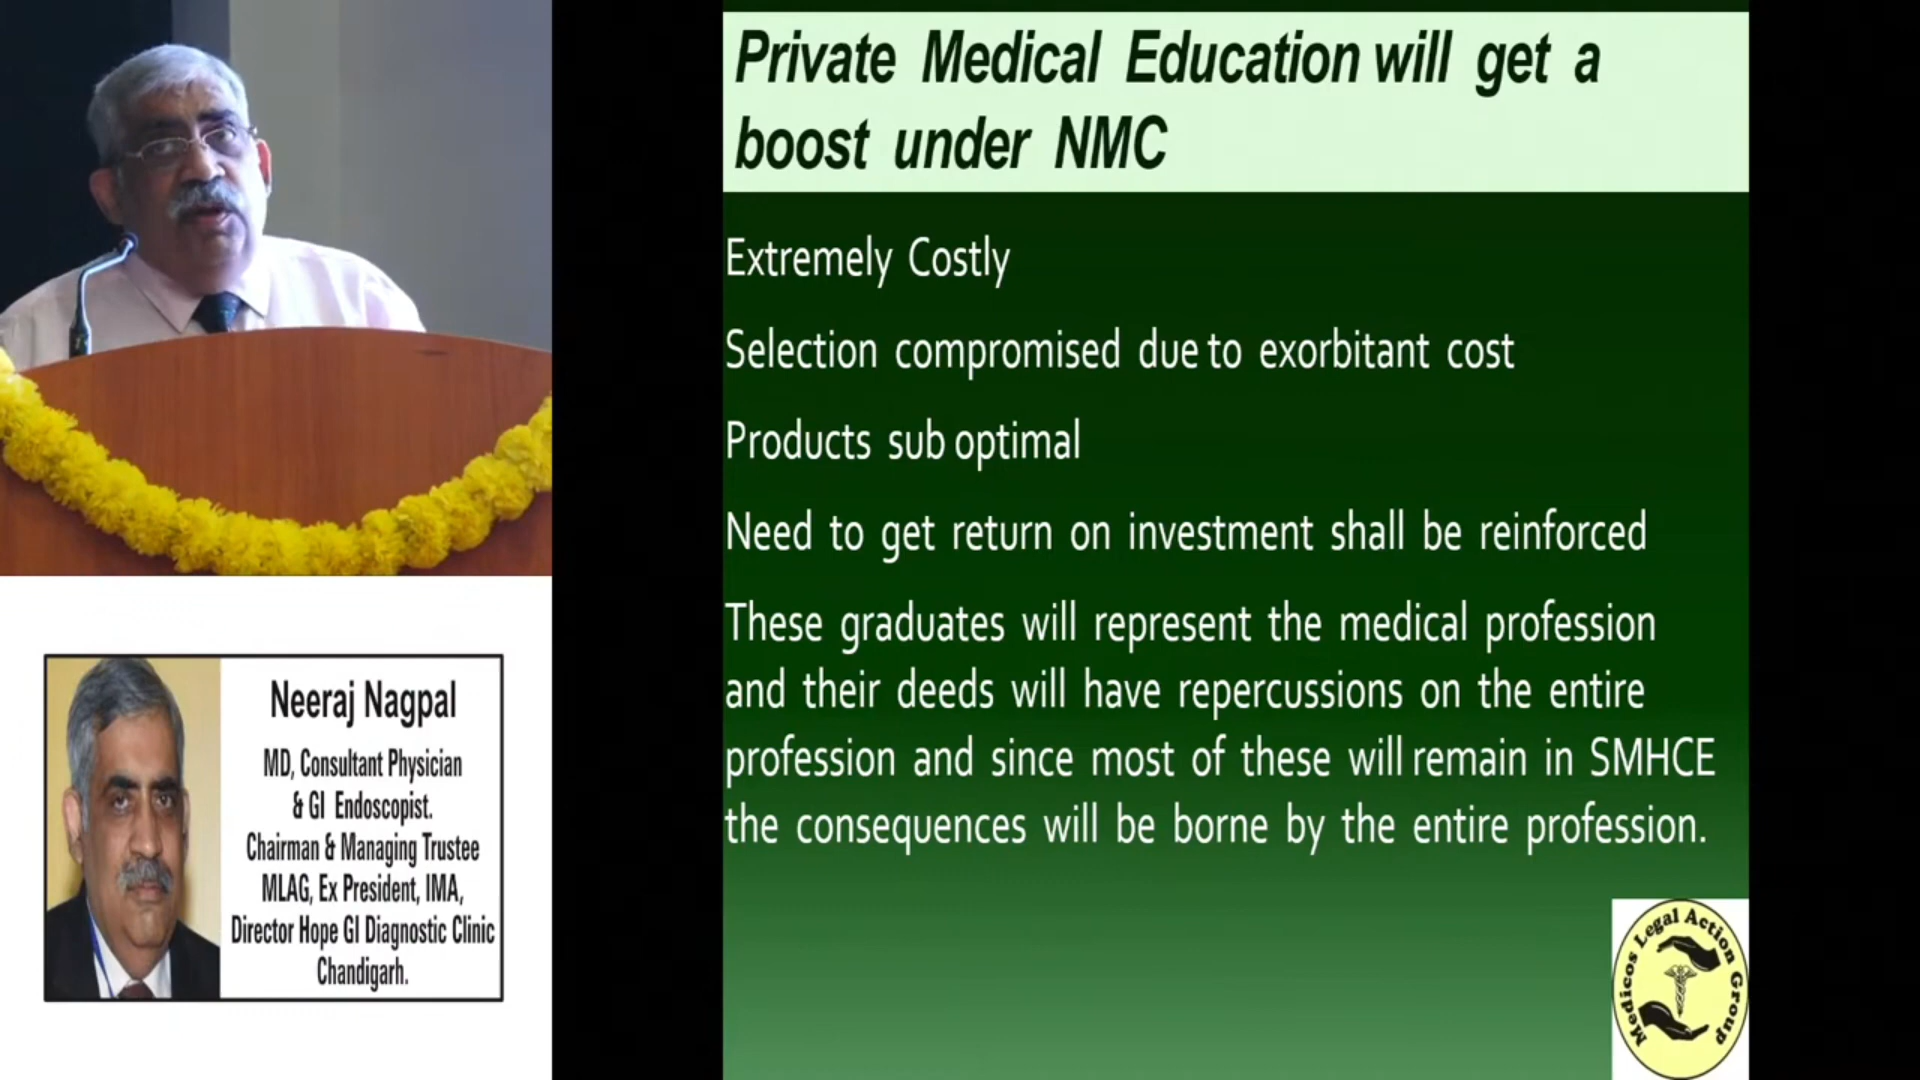 Private Medical Education will get a
boost under NMC
Extremely Costly
Selection compromised due to exorbitant cost
Products sub optimal
Need to get return on investment shall be reinforced
These graduates will represent the medical profession
and their deeds will have repercussions on the entire
profession and since most of these will remain in SMHCE
the consequences will be borne by the entire profession.
Neeraj Nagpal
MD, Consultant Physician
& GI Endoscopist.
Chairman & Managing Trustee
MLAG, Ex President, IMA,
Director Hope GI Diagnostic Clinic
Chandigarh.
Medicos Legal Action Group